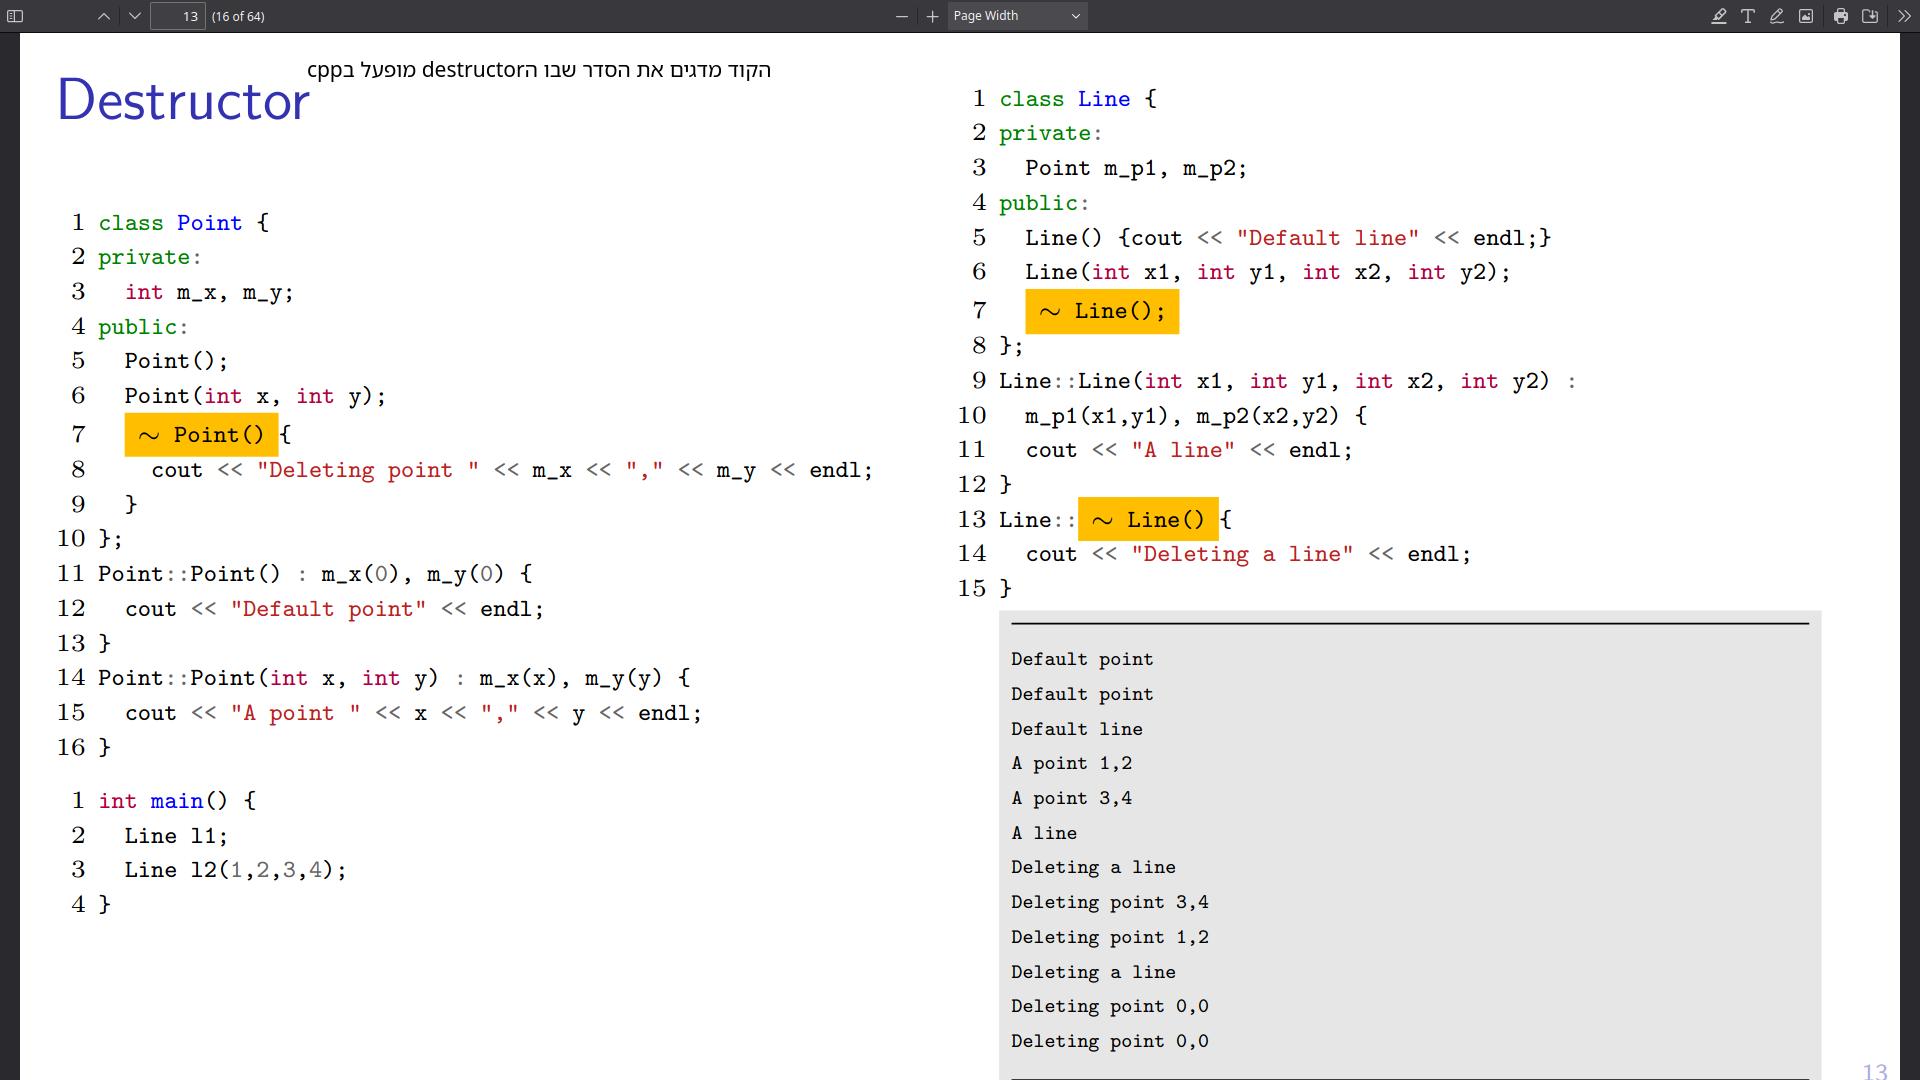 13 (16 of 64) Page Width
הקוד מדגים את הסדר שבו הdestructor מופעל בcpp
Destructor
1 class Point {
2 private:
3 int m_x, m_y;
4 public:
5 Point();
6 Point(int x, int y);
7 ~ Point() {
8 cout << "Deleting point " << m_x << "," << m_y << endl;
9 }
10 };
11 Point::Point() : m_x(0), m_y(0) {
12 cout << "Default point" << endl;
13 }
14 Point::Point(int x, int y) : m_x(x), m_y(y) {
15 cout << "A point " << x << "," << y << endl;
16 }
1 int main() {
2 Line l1;
3 Line l2(1,2,3,4);
4 }
1 class Line {
2 private:
3 Point m_p1, m_p2;
4 public:
5 Line() {cout << "Default line" << endl;}
6 Line(int x1, int y1, int x2, int y2);
7 ~ Line();
8 };
9 Line::Line(int x1, int y1, int x2, int y2) :
10 m_p1(x1,y1), m_p2(x2,y2) {
11 cout << "A line" << endl;
12 }
13 Line:: ~ Line() {
14 cout << "Deleting a line" << endl;
15 }
Default point
Default point
Default line
A point 1,2
A point 3,4
A line
Deleting a line
Deleting point 3,4
Deleting point 1,2
Deleting a line
Deleting point 0,0
Deleting point 0,0
13